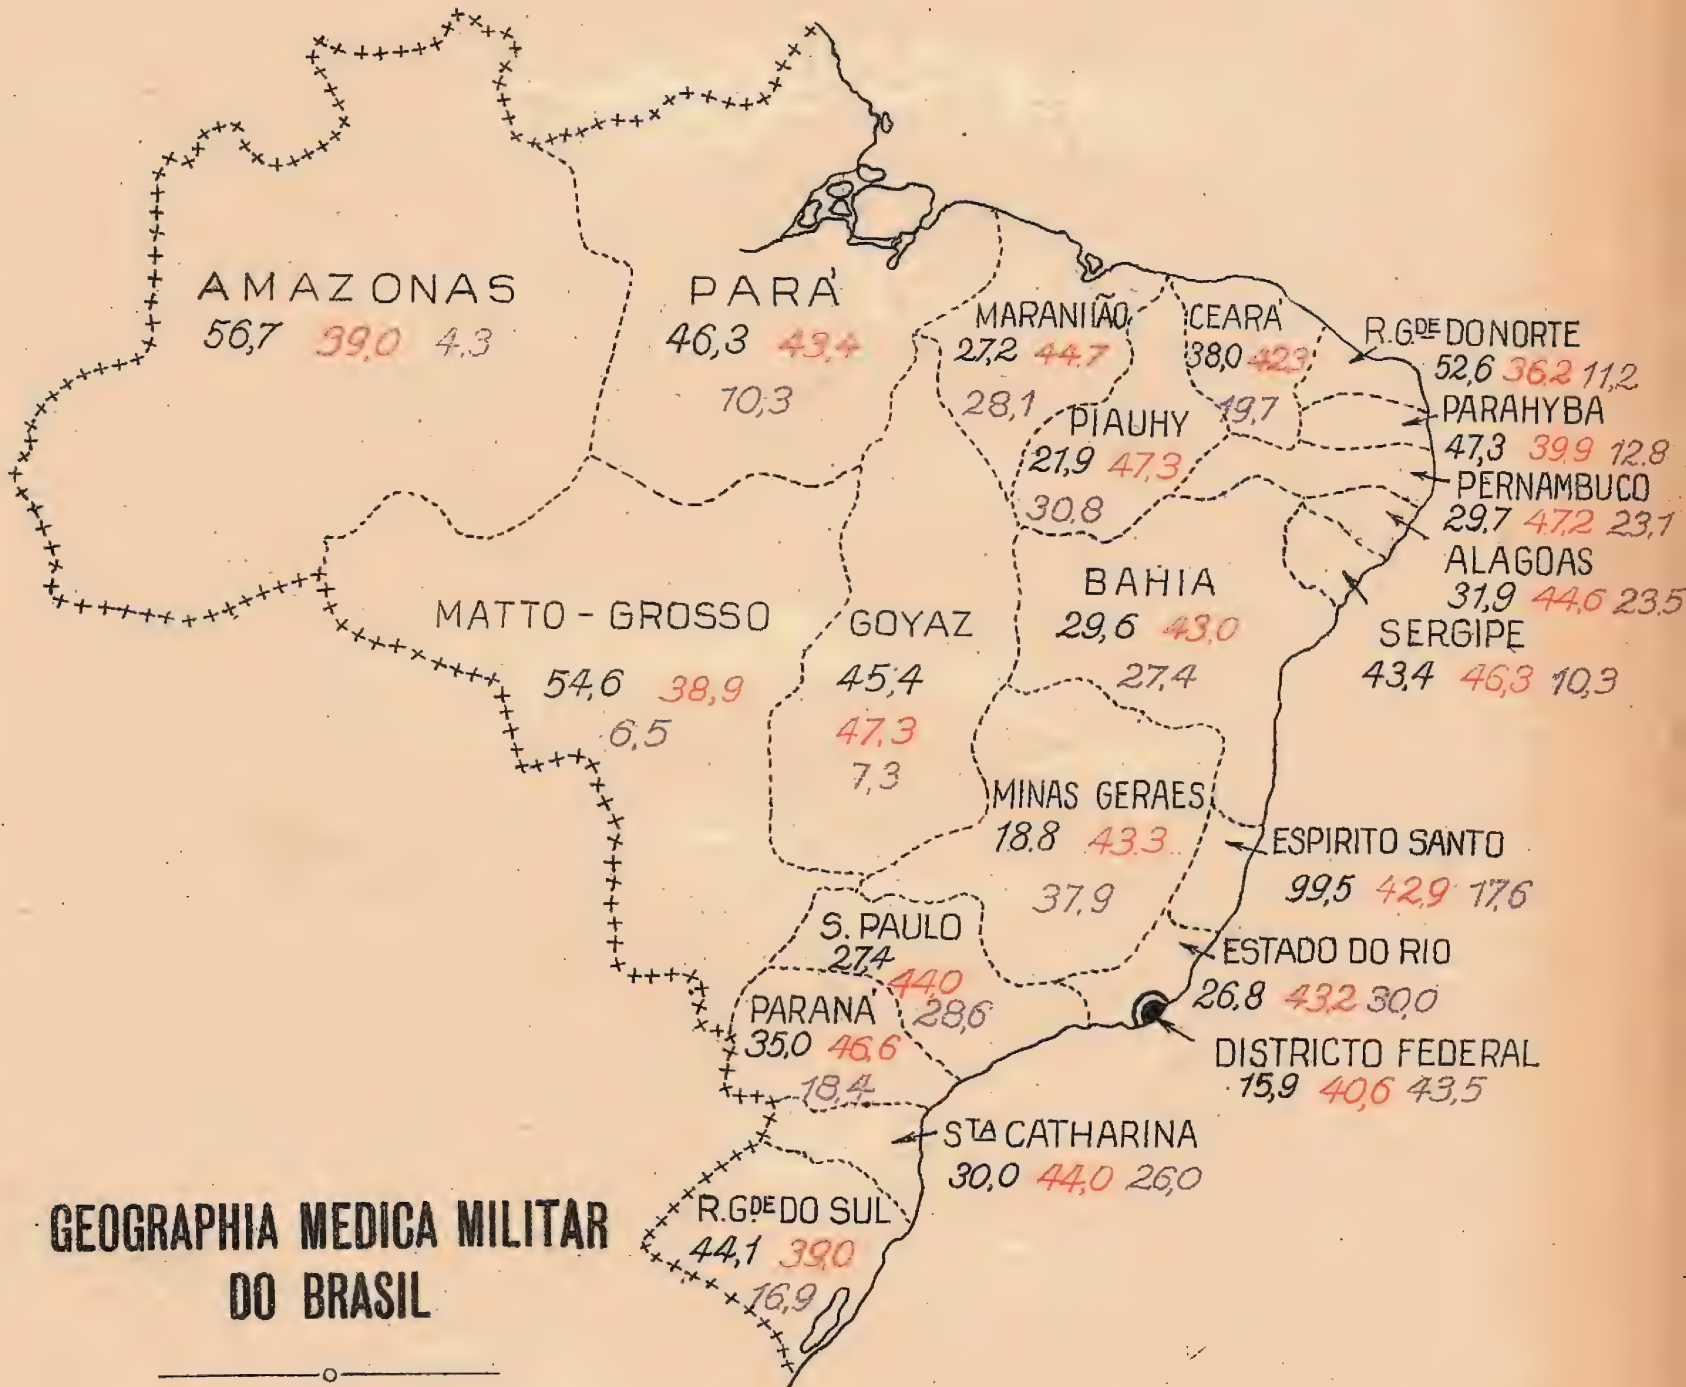 AMAZONAS
56,7 39,0 4,3
PARÁ
46,3 43,4
10,3
MARANHÃO
27,2 44,7
28,1
CEARÁ
38,0 42,3
19,7
R.GDE DO NORTE
52,6 36,2 11,2
PARAHYBA
47,3 39,9 12.8
PIAUHY
21,9 47,3
30,8
PERNAMBUCO
29,7 47,2 23,1
ALAGOAS
31,9 44,6 23,5
SERGIPE
43,4 46,3 10,3
BAHIA
29,6 43,0
27,4
MATTO-GROSSO
54,6 38,9
6,5
GOYAZ
45,4
47,3
7,3
MINAS GERAES
18.8 43.3
37,9
ESPIRITO SANTO
99,5 42,9 17,6
S. PAULO
27,4
44,0
28,6
ESTADO DO RIO
26,8 43,2 30,0
PARANÁ
35,0 46,6
18,4
DISTRICTO FEDERAL
15,9 40,6 43,5
STA CATHARINA
30,0 44,0 26,0
R.GDE DO SUL
44,1 39,0
16,9
GEOGRAPHIA MEDICA MILITAR
DO BRASIL